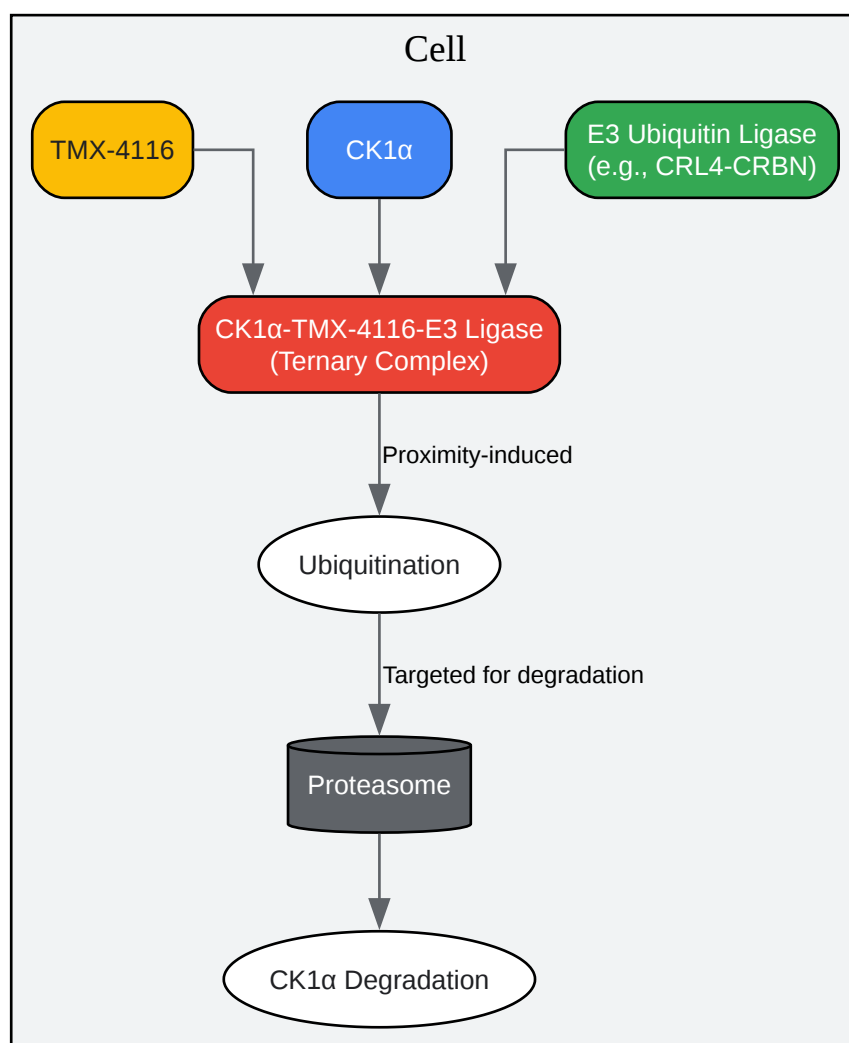 Cell
TMX-4116
CK1α
E3 Ubiquitin Ligase
(e.g., CRL4-CRBN)
CK1α-TMX-4116-E3 Ligase
(Ternary Complex)
Proximity-induced
Ubiquitination
Targeted for degradation
Proteasome
CK1α Degradation